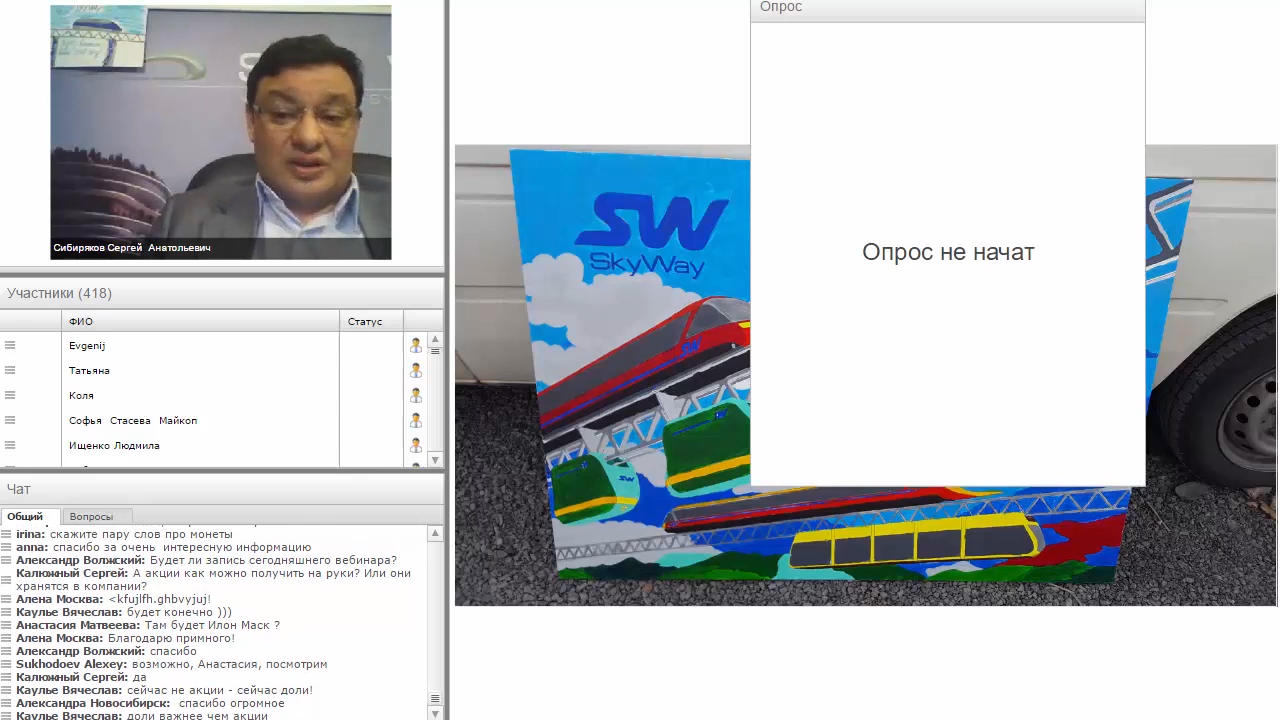 Сибиряков Сергей Анатольевич
Участники (418)
ФИО
Статус
Evgenij
Татьяна
Коля
Софья Стасева Майкоп
Ищенко Людмила
Чат
Общий
Вопросы
irina: скажите пару слов про монеты
anna: спасибо за очень интересную информацию
Александр Волжский: Будет ли запись сегодняшнего вебинара?
Калюжный Сергей: А акции как можно получить на руки? Или они
хранятся в компании?
Алена Москва: <kfujlfh.ghbvyjuj!
Каулье Вячеслав: будет конечно )))
Анастасия Матвеева: Там будет Илон Маск ?
Алена Москва: Благодарю примного!
Александр Волжский: спасибо
Sukhodoev Alexey: возможно, Анастасия, посмотрим
Калюжный Сергей: да
Каулье Вячеслав: сейчас не акции - сейчас доли!
Александра Новосибирск: спасибо огромное
Каулье Вячеслав: доли важнее чем акции
Опрос
Опрос не начат
SW
SkyWay
SW
SW